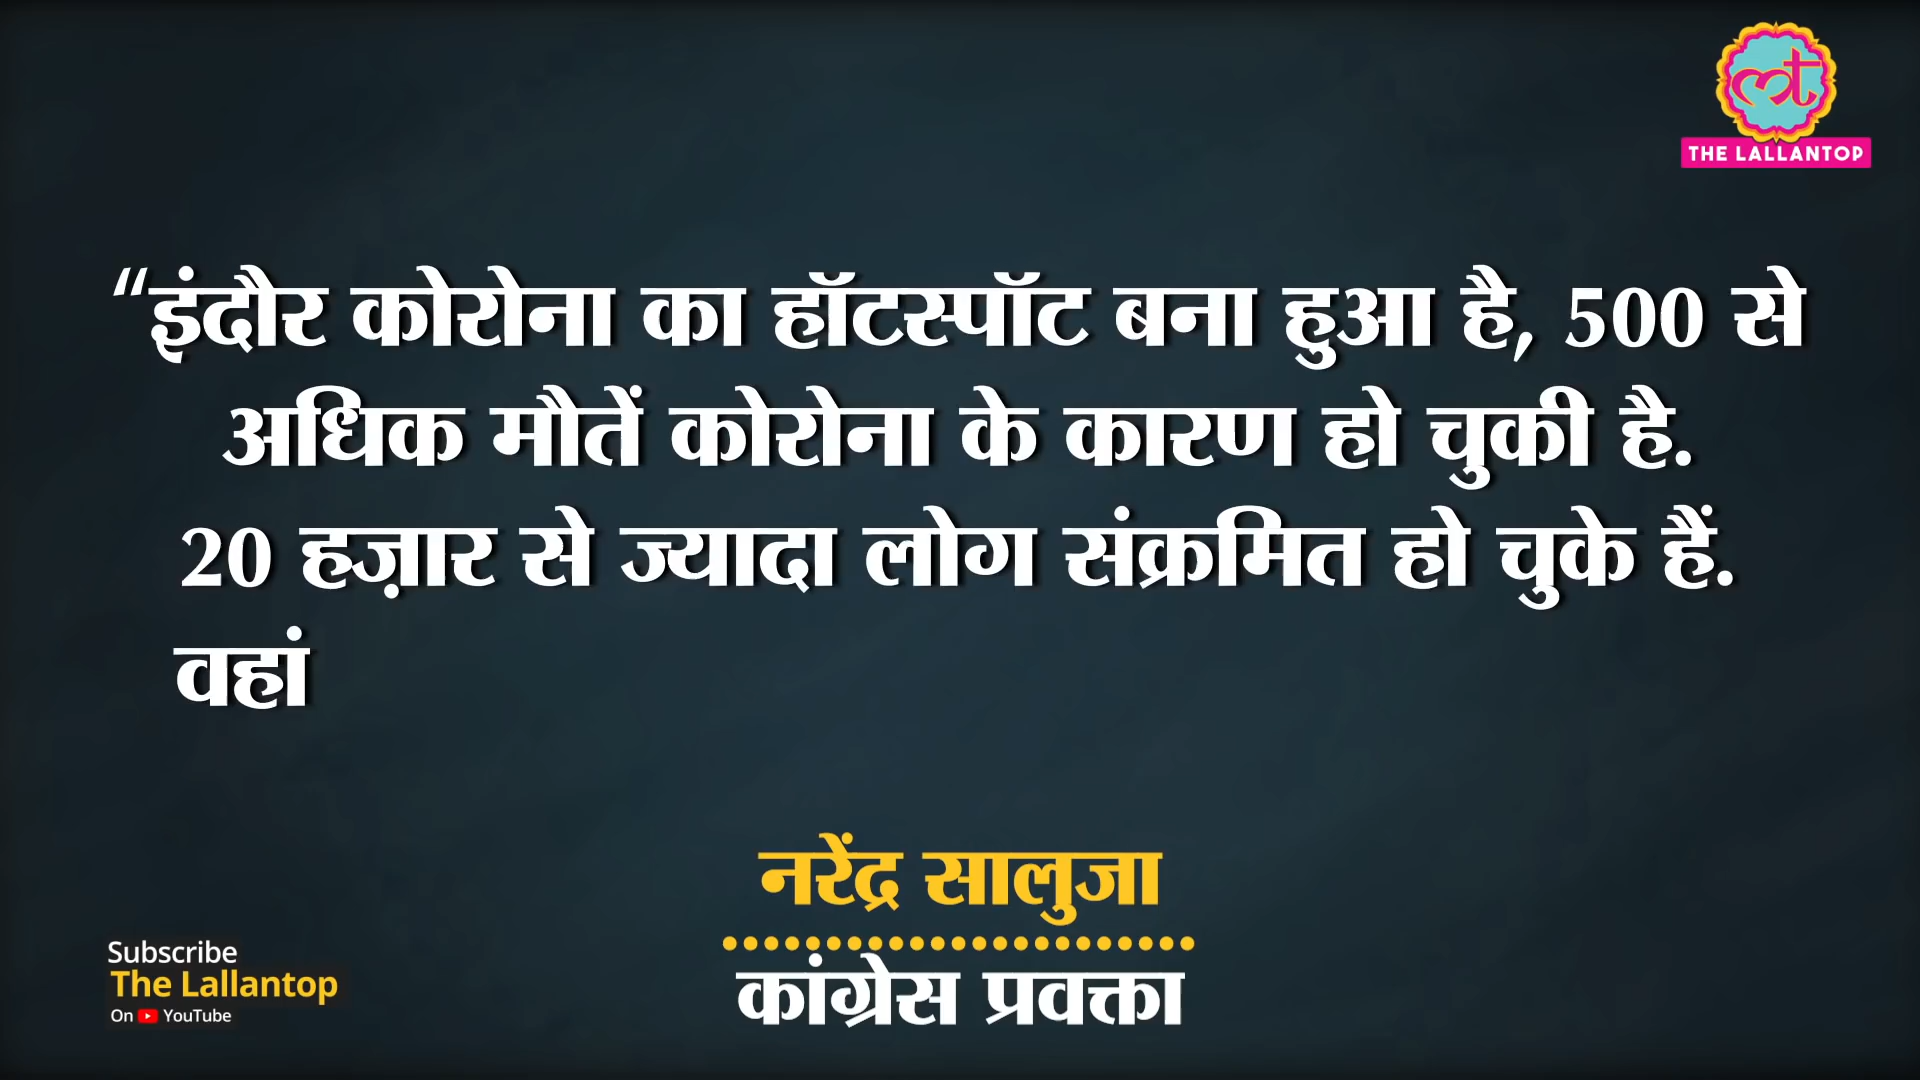 THE LALLANTOP
“इंदौर कोरोना का हॉटस्पॉट बना हुआ है, 500 से
अधिक मौतें कोरोना के कारण हो चुकी है.
20 हज़ार से ज्यादा लोग संक्रमित हो चुके हैं.
वहां
नरेंद्र सालुजा
कांग्रेस प्रवक्ता
Subscribe
The Lallantop
On YouTube